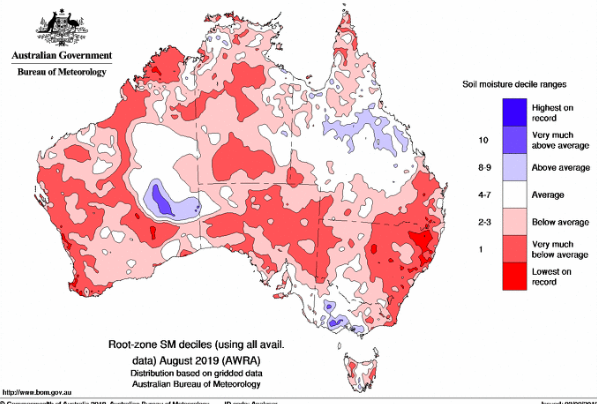 Australian Government
Bureau of Meteorology
Soil moisture decile ranges
Highest on
record
10
Very much
above average
8-9
Above average
4-7
Average
2-3
Below average
1
Very much
below average
Lowest on
record
Root-zone SM deciles (using all avail.
data) August 2019 (AWRA)
Distribution based on gridded data
Australian Bureau of Meteorology
http://www.bom.gov.au